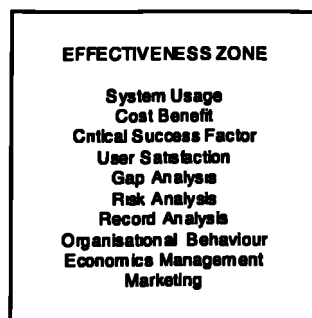 EFFECTIVENESS ZONE
System Usage
Cost Benefit
Critical Success Factor
User Satisfaction
Gap Analysis
Risk Analysis
Record Analysis
Organisational Behaviour
Economics Management
Marketing